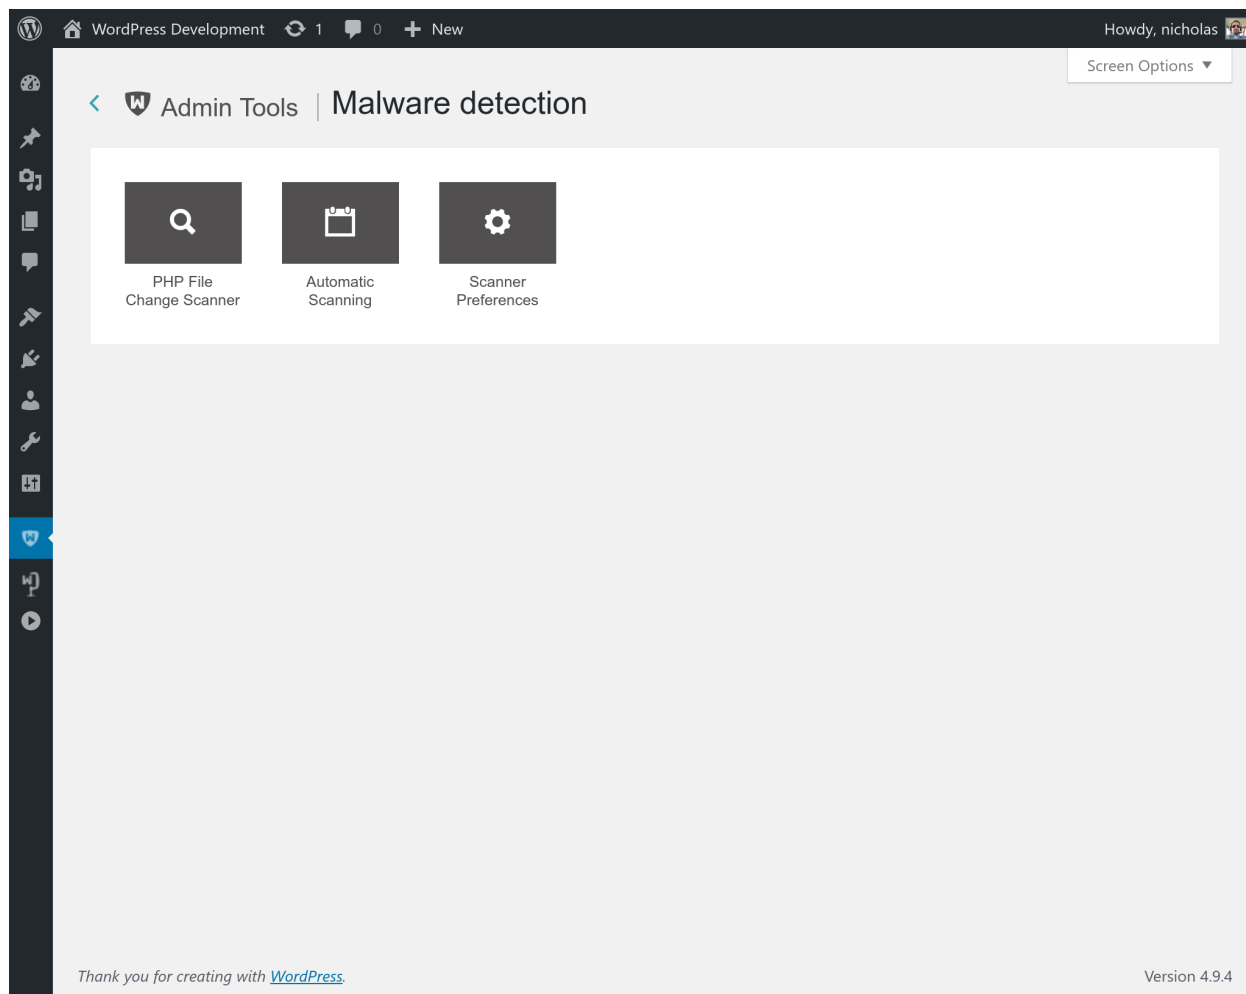 WordPress Development 1 0 New Howdy, nicholas
Screen Options
Admin Tools | Malware detection
PHP File
Change Scanner
Automatic
Scanning
Scanner
Preferences
Thank you for creating with WordPress.
Version 4.9.4